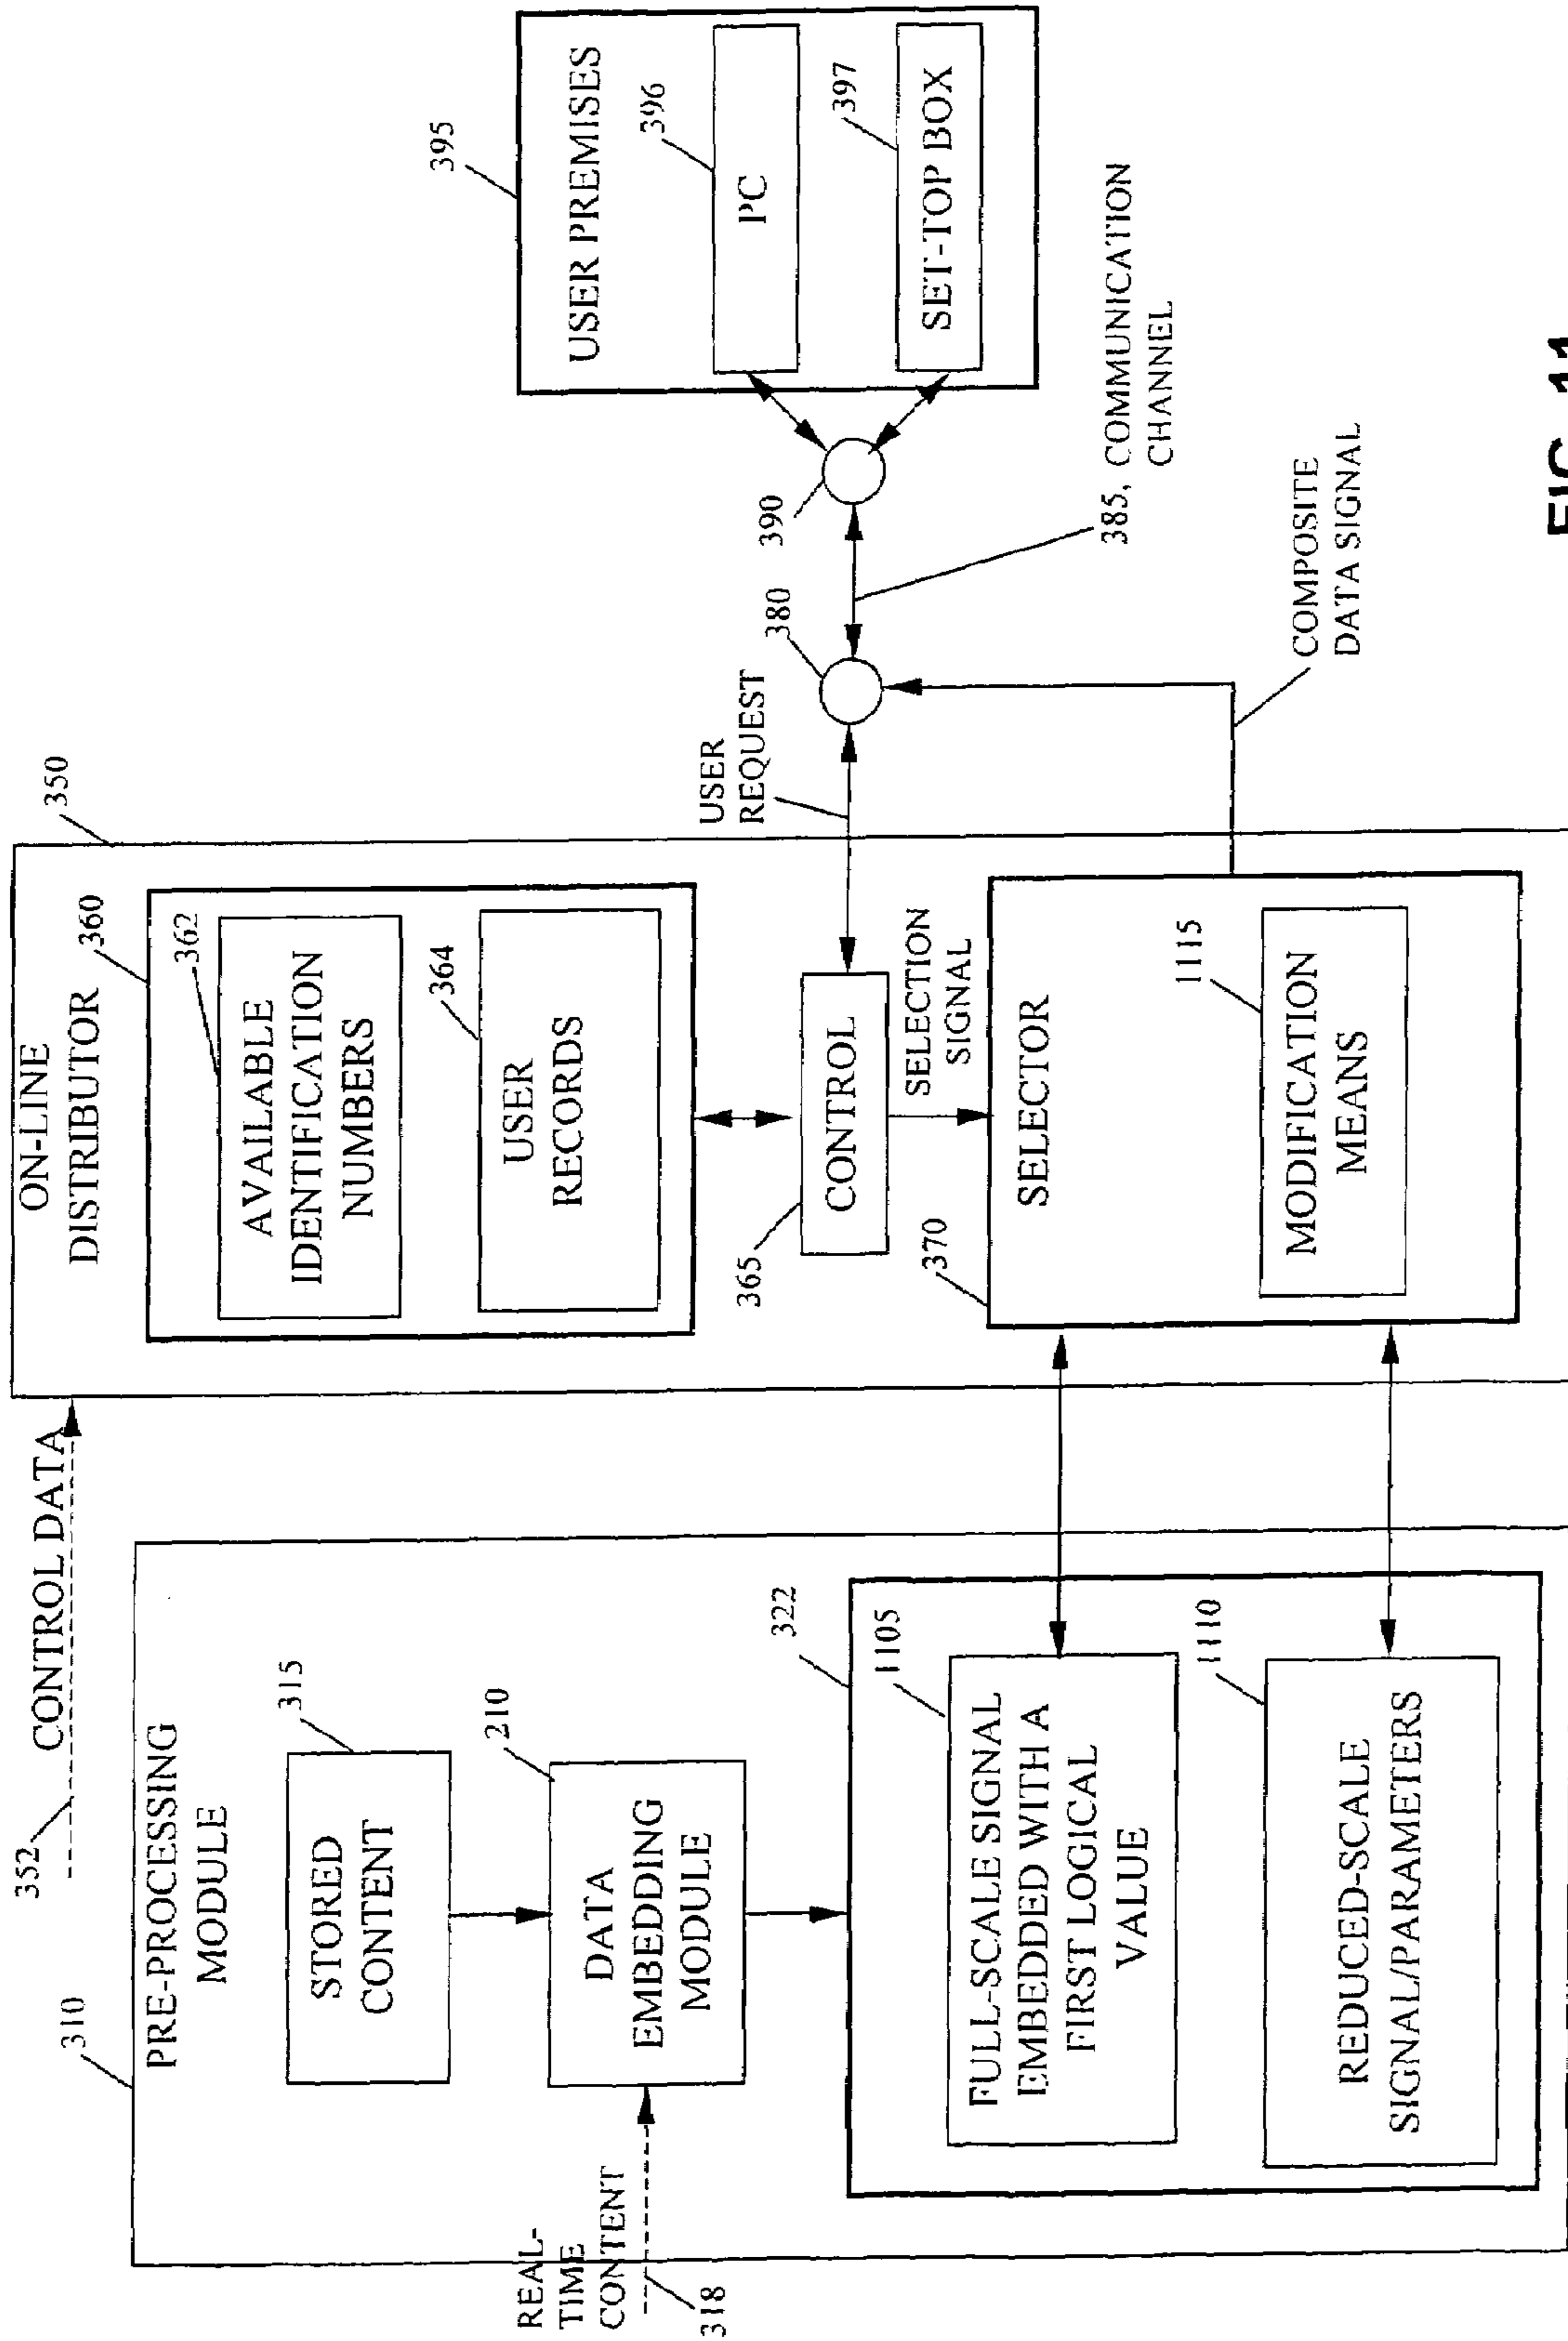 352
CONTROL DATA
310
PRE-PROCESSING
MODULE
315
STORED
CONTENT
210
DATA
EMBEDDING
MODULE
REAL-
TIME
CONTENT
318
322
1105
FULL-SCALE SIGNAL
EMBEDDED WITH A
FIRST LOGICAL
VALUE
1110
REDUCED-SCALE
SIGNAL/PARAMETERS
ON-LINE
DISTRIBUTOR
350
360
362
AVAILABLE
IDENTIFICATION
NUMBERS
364
USER
RECORDS
365
CONTROL
SELECTION
SIGNAL
370
SELECTOR
1115
MODIFICATION
MEANS
USER
REQUEST
380
390
385, COMMUNICATION
CHANNEL
COMPOSITE
DATA SIGNAL
395
USER PREMISES
396
PC
397
SET-TOP BOX